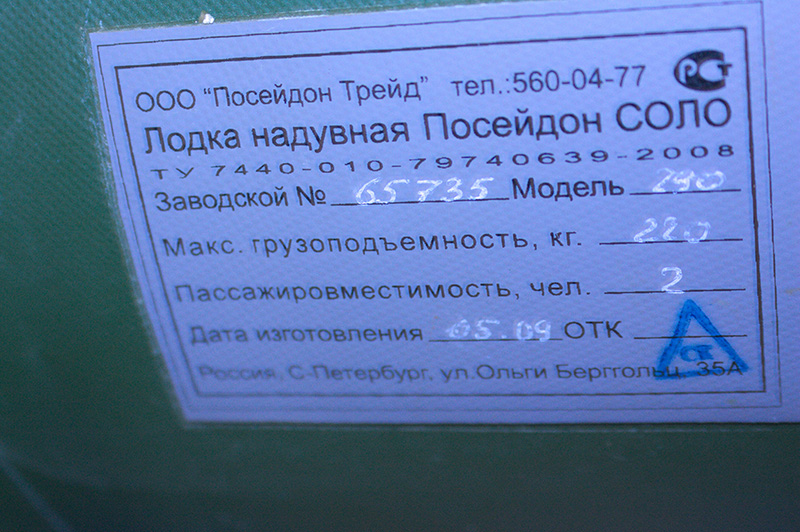 ООО "Посейдон Трейд" тел.:560-04-77 РСТ
Лодка надувная Посейдон СОЛО
ТУ 7440-010-79740639-2008
Заводской № 65735 Модель 290
Макс. грузоподъемность, кг. 220
Пассажировместимость, чел. 2
Дата изготовления 05.09 ОТК
Россия, С-Петербург, ул.Ольги Берггольц, 35А